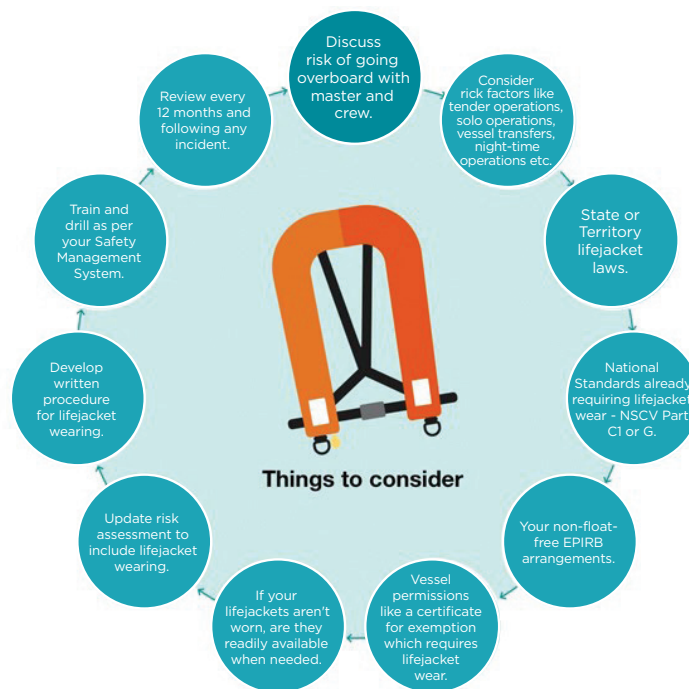 Discuss
risk of going
overboard with
master and
crew.
Consider
rick factors like
tender operations,
solo operations,
vessel transfers,
night-time
operations etc.
State or
Territory
lifejacket
laws.
National
Standards already
requiring lifejacket
wear - NSCV Part
C1 or G.
Your non-float-
free EPIRB
arrangements.
Vessel
permissions
like a certificate
for exemption
which requires
lifejacket
wear.
If your
lifejackets aren't
worn, are they
readily available
when needed.
Update risk
assessment to
include lifejacket
wearing.
Develop
written
procedure
for lifejacket
wearing.
Train and
drill as per
your Safety
Management
System.
Review every
12 months and
following any
incident.
Things to consider